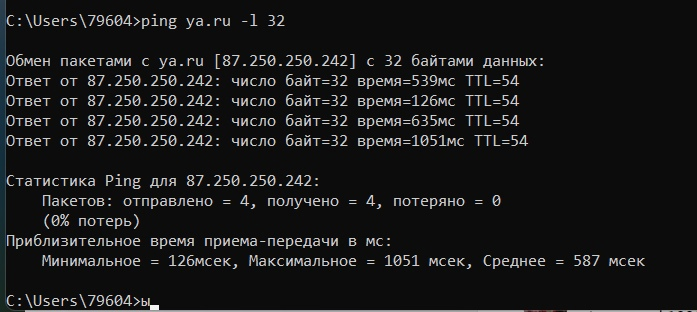 C:\Users\79604>ping ya.ru -l 32
Обмен пакетами с ya.ru [87.250.250.242] с 32 байтами данных:
Ответ от 87.250.250.242: число байт=32 время=539мс TTL=54
Ответ от 87.250.250.242: число байт=32 время=126мс TTL=54
Ответ от 87.250.250.242: число байт=32 время=635мс TTL=54
Ответ от 87.250.250.242: число байт=32 время=1051мс TTL=54
Статистика Ping для 87.250.250.242:
Пакетов: отправлено = 4, получено = 4, потеряно = 0
(0% потерь)
Приблизительное время приема-передачи в мс:
Минимальное = 126мсек, Максимальное = 1051 мсек, Среднее = 587 мсек
C:\Users\79604>ы